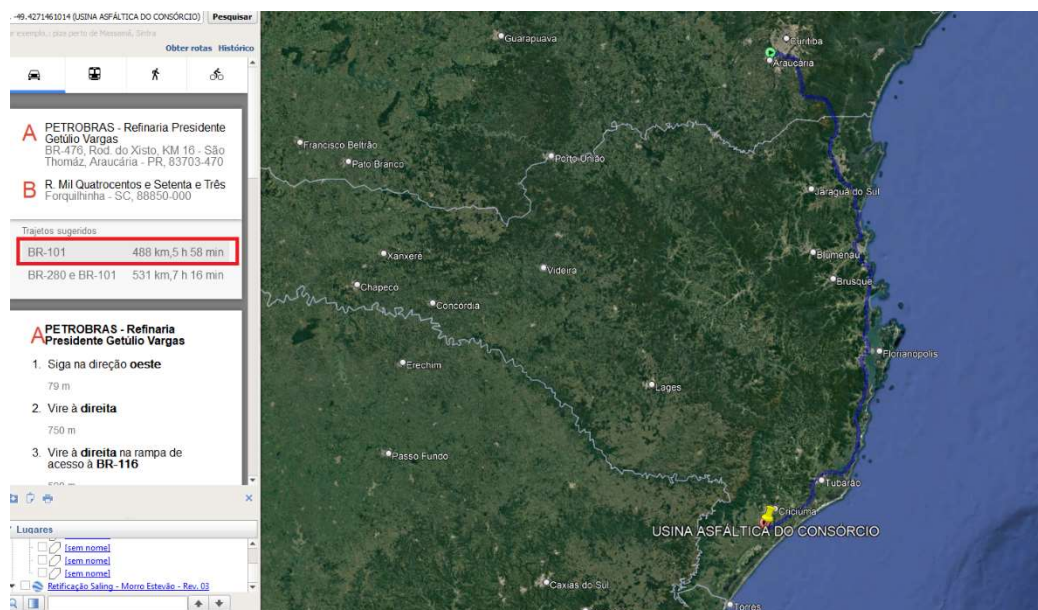 -49.4271461014 (USINA ASFÁLTICA DO CONSÓRCIO) Pesquisar
Obter rotas Histórico
A PETROBRAS - Refinaria Presidente
Getúlio Vargas
BR-476, Rod. do Xisto, KM 16 - São
Thomáz, Araucária - PR, 83703-470
B R. Mil Quatrocentos e Setenta e Três
Forquilhinha - SC, 88850-000
Trajetos sugeridos
BR-101 488 km, 5 h 58 min
BR-280 e BR-101 531 km, 7 h 16 min
A PETROBRAS - Refinaria
Presidente Getúlio Vargas
1. Siga na direção oeste
79 m
2. Vire à direita
750 m
3. Vire à direita na rampa de
acesso à BR-116
Lugares
[sem nome]
[sem nome]
[sem nome]
Retificação Saling - Morro Estevão - Rev. 03
Guarapuava
Curitiba
Araucária
Francisco Beltrão
Pato Branco
Porto União
Jaraguá do Sul
Xanxerê
Videira
Blumenau
Brusque
Chapeco
Concórdia
Erechim
Florianopolis
Lages
Passo Fundo
Tubarão
Criciuma
USINA ASFÁLTICA DO CONSÓRCIO
Caxias do Sul
Torres